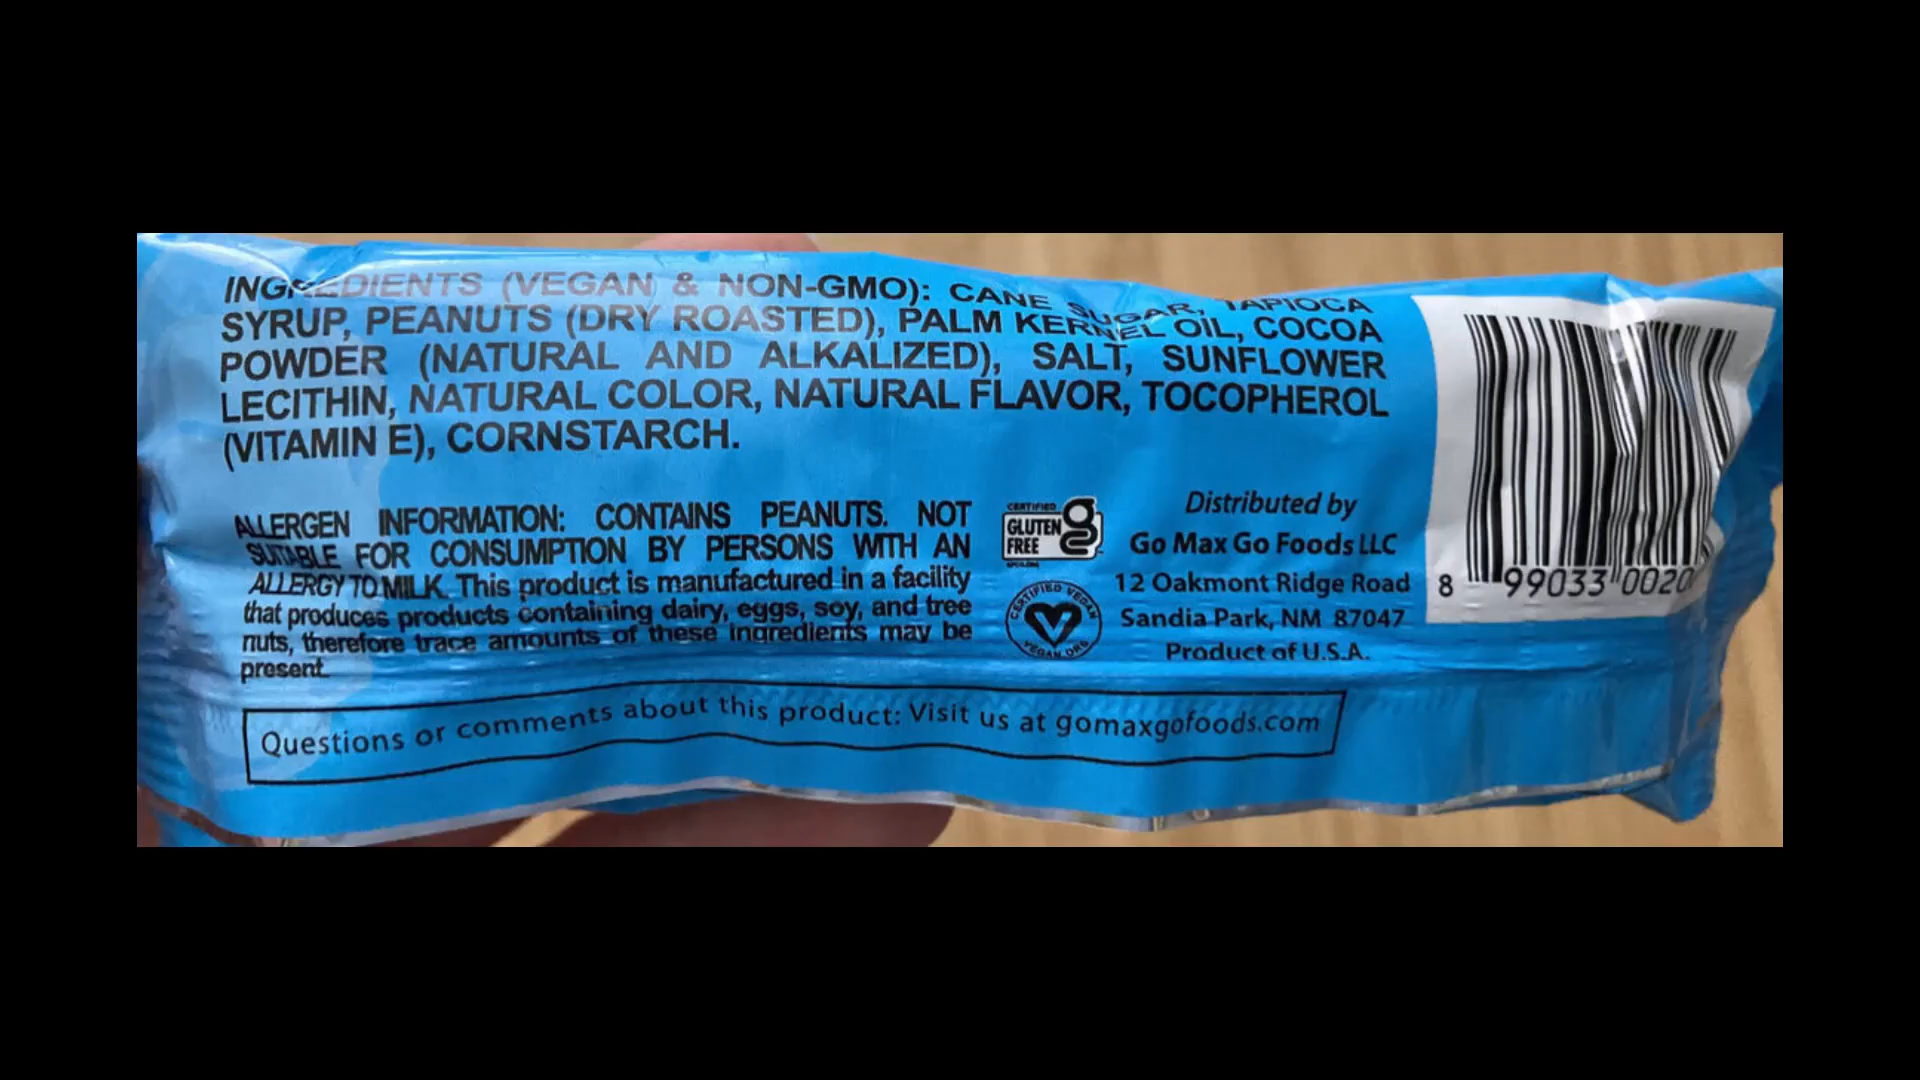 INGREDIENTS (VEGAN & NON-GMO): CANE SUGAR, TAPIOCA
SYRUP, PEANUTS (DRY ROASTED), PALM KERNEL OIL, COCOA
POWDER (NATURAL AND ALKALIZED), SALT, SUNFLOWER
LECITHIN, NATURAL COLOR, NATURAL FLAVOR, TOCOPHEROL
(VITAMIN E), CORNSTARCH.
ALLERGEN INFORMATION: CONTAINS PEANUTS. NOT
SUITABLE FOR CONSUMPTION BY PERSONS WITH AN
ALLERGY TO MILK. This product is manufactured in a facility
that produces products containing dairy, eggs, soy, and tree
nuts, therefore trace amounts of these ingredients may be
present.
CERTIFIED
GLUTEN
FREE
CERTIFIED VEGAN
VEGAN.ORG
Distributed by
Go Max Go Foods LLC
12 Oakmont Ridge Road
Sandia Park, NM 87047
Product of U.S.A.
8 99033 0020
Questions or comments about this product: Visit us at gomaxgofoods.com